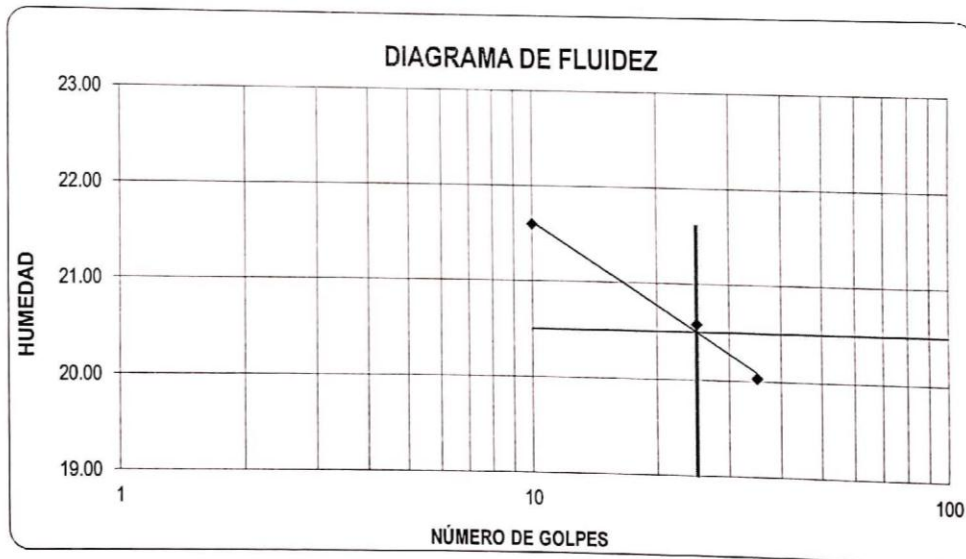 DIAGRAMA DE FLUIDEZ
23.00
22.00
21.00
20.00
19.00
HUMEDAD
1 10 100
NÚMERO DE GOLPES